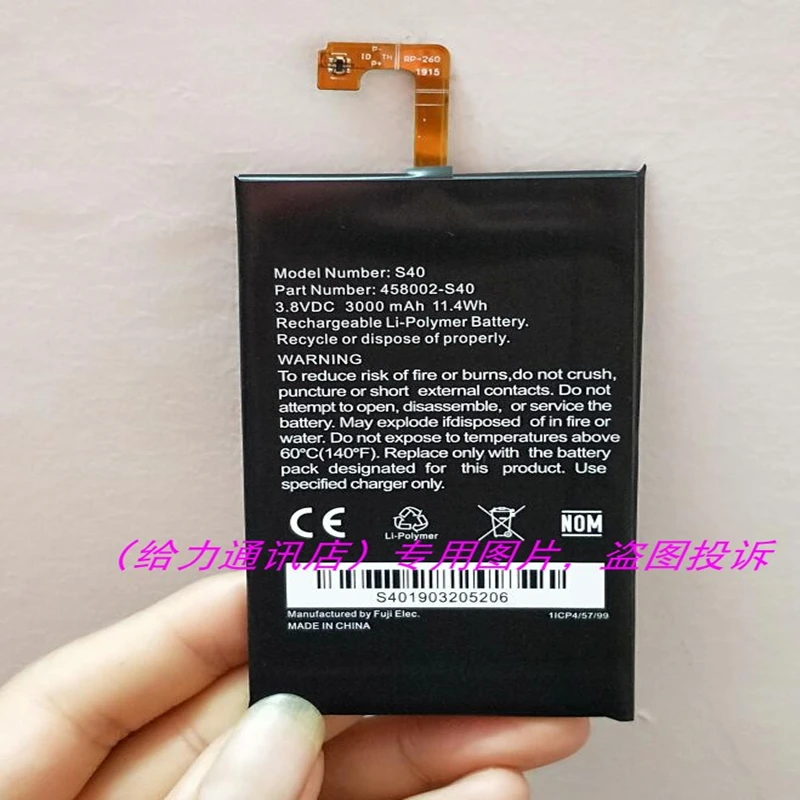 P-
ID TH RP-260
P+ 1915
Model Number: S40
Part Number: 458002-S40
3.8VDC 3000 mAh 11.4Wh
Rechargeable Li-Polymer Battery.
Recycle or dispose of properly.
WARNING
To reduce risk of fire or burns,do not crush,
puncture or short external contacts. Do not
attempt to open, disassemble, or service the
battery. May explode ifdisposed of in fire or
water. Do not expose to temperatures above
60ºC(140ºF). Replace only with the battery
pack designated for this product. Use
specified charger only.
CE
Li-Polymer
NOM
（给力通讯店）专用图片，盗图投诉
S401903205206
Manufactured by Fuji Elec. 1ICP4/57/99
MADE IN CHINA